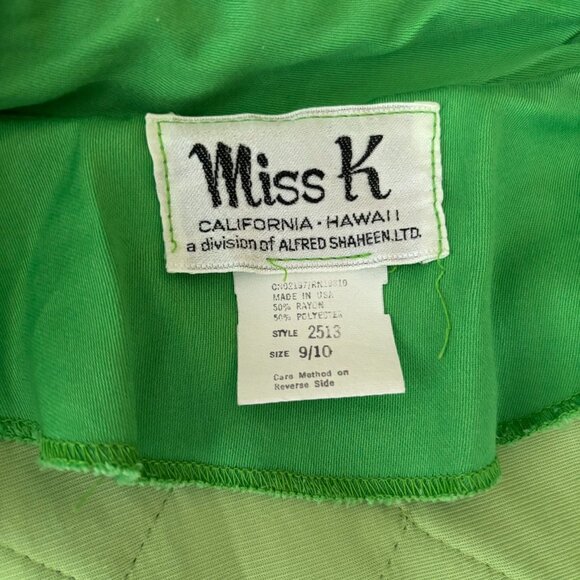 Miss K
CALIFORNIA · HAWAII
a division of ALFRED SHAHEEN.LTD.
MADE IN USA
50% RAYON
50% POLYESTER
STYLE 2513
SIZE 9/10
Care Method on
Reverse Side